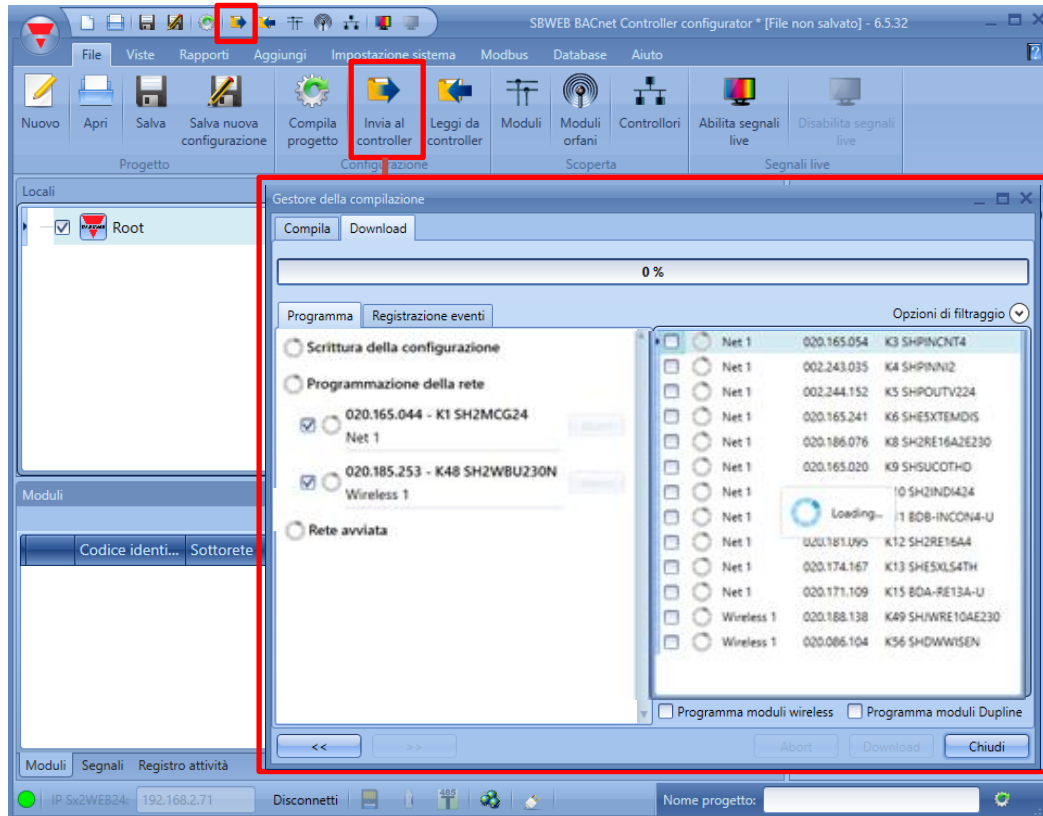 SBWEB BACnet Controller configurator * [File non salvato] - 6.5.32
File Viste Rapporti Aggiungi Impostazione sistema Modbus Database Aiuto
Nuovo Apri Salva Salva nuova configurazione Compila progetto Invia al controller Leggi da controller Moduli Moduli orfani Controllori Abilita segnali live Disabilita segnali live
Progetto Configurazione Scoperta Segnali live
Locali
Root
Gestore della compilazione
Compila Download
0 %
Programma Registrazione eventi
Opzioni di filtraggio
Scrittura della configurazione
Programmazione della rete
020.165.044 - K1 SH2MCG24
Net 1
020.185.253 - K48 SH2WBU230N
Wireless 1
Rete avviata
Net 1 020.165.054 K3 SHPINCNT4
Net 1 002.243.035 K4 SHPINNI2
Net 1 002.244.152 K5 SHPOUTV224
Net 1 020.165.241 K6 SHE5XTEMDIS
Net 1 020.186.076 K8 SH2RE16A2E230
Net 1 020.165.020 K9 SHSUCOTHD
Net 1 10 SH2INDI424
Net 1 1 BDB-INCON4-U
Loading...
Net 1 020.181.095 K12 SH2RE16A4
Net 1 020.174.167 K13 SHE5XLS4TH
Net 1 020.171.109 K15 BDA-RE13A-U
Wireless 1 020.188.138 K49 SHJWRE10AE230
Wireless 1 020.086.104 K56 SHDWWISEN
Programma moduli wireless Programma moduli Dupline
<< >> Abort Download Chiudi
Moduli
Codice identi... Sottorete
Moduli Segnali Registro attività
IP Sx2WEB24: 192.168.2.71 Disconnetti 485 Nome progetto: